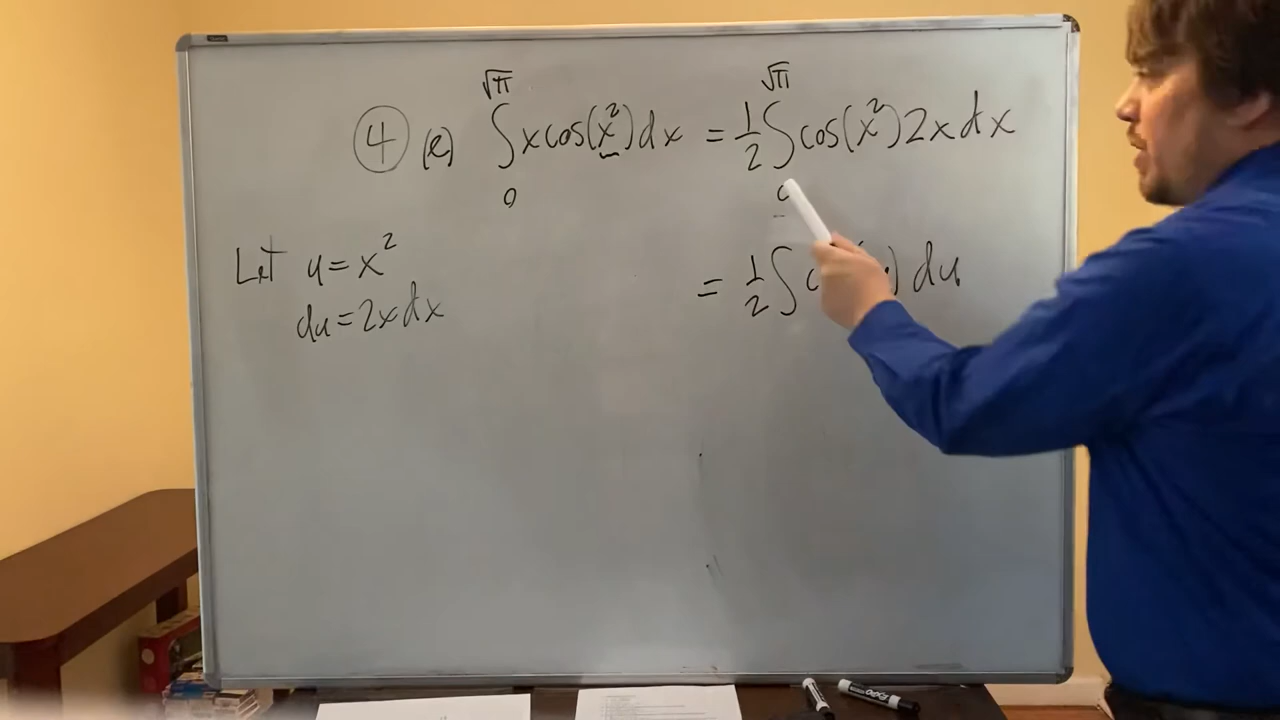 ④ (e) ∫₀^√π x cos(x²) dx = 1/2 ∫₀^√π cos(x²) 2x dx
Let u = x²
du = 2x dx
= 1/2 ∫ du